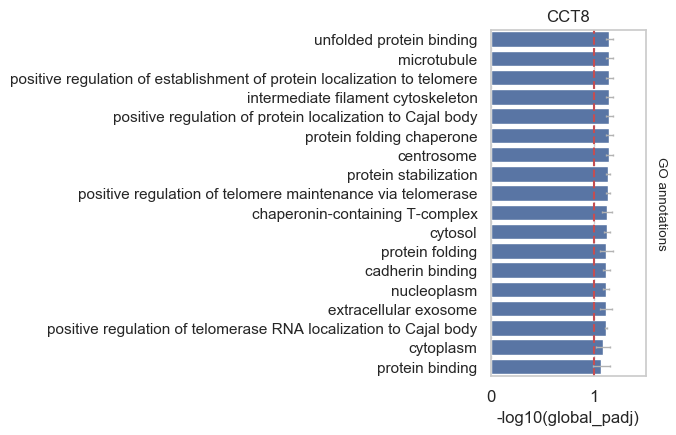 CCT8
unfolded protein binding
microtubule
positive regulation of establishment of protein localization to telomere
intermediate filament cytoskeleton
positive regulation of protein localization to Cajal body
protein folding chaperone
centrosome
protein stabilization
positive regulation of telomere maintenance via telomerase
chaperonin-containing T-complex
cytosol
protein folding
cadherin binding
nucleoplasm
extracellular exosome
positive regulation of telomerase RNA localization to Cajal body
cytoplasm
protein binding
GO annotations
0 1
-log10(global_padj)